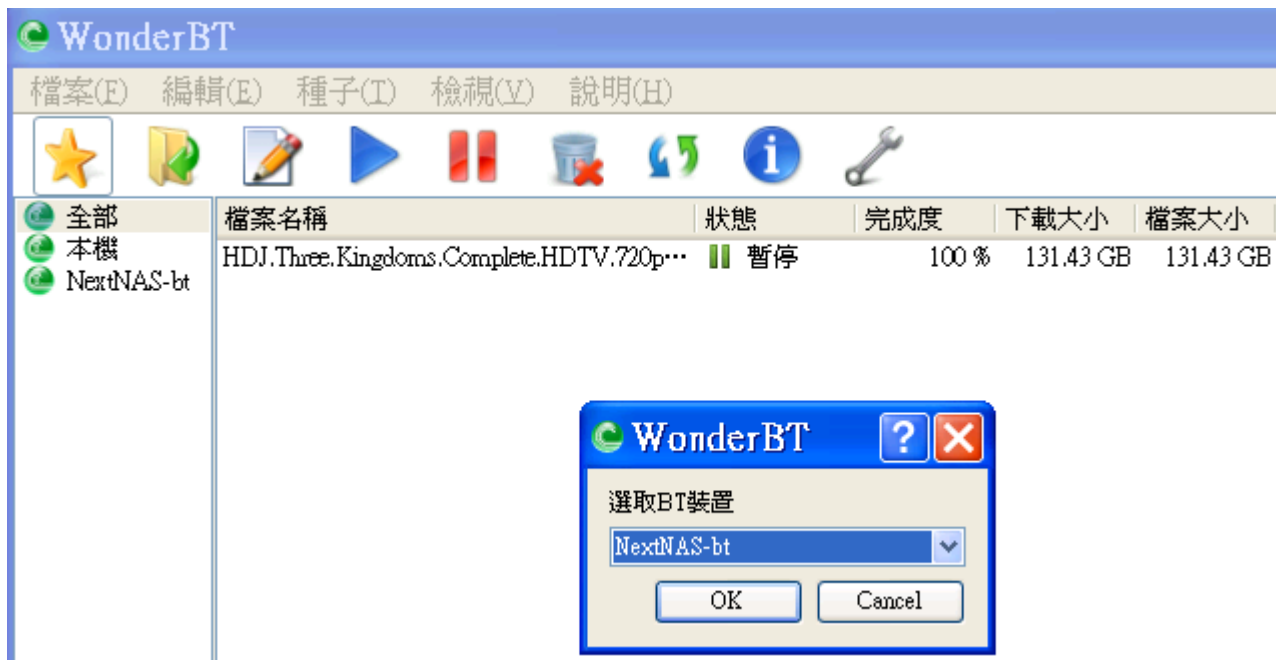 WonderBT
檔案(F) 編輯(E) 種子(T) 檢視(V) 說明(H)
全部
本機
NextNAS-bt
檔案名稱 狀態 完成度 下載大小 檔案大小
HDJ.Three.Kingdoms.Complete.HDTV.720p… 暫停 100 % 131.43 GB 131.43 GB
WonderBT
選取BT裝置
NextNAS-bt
OK Cancel